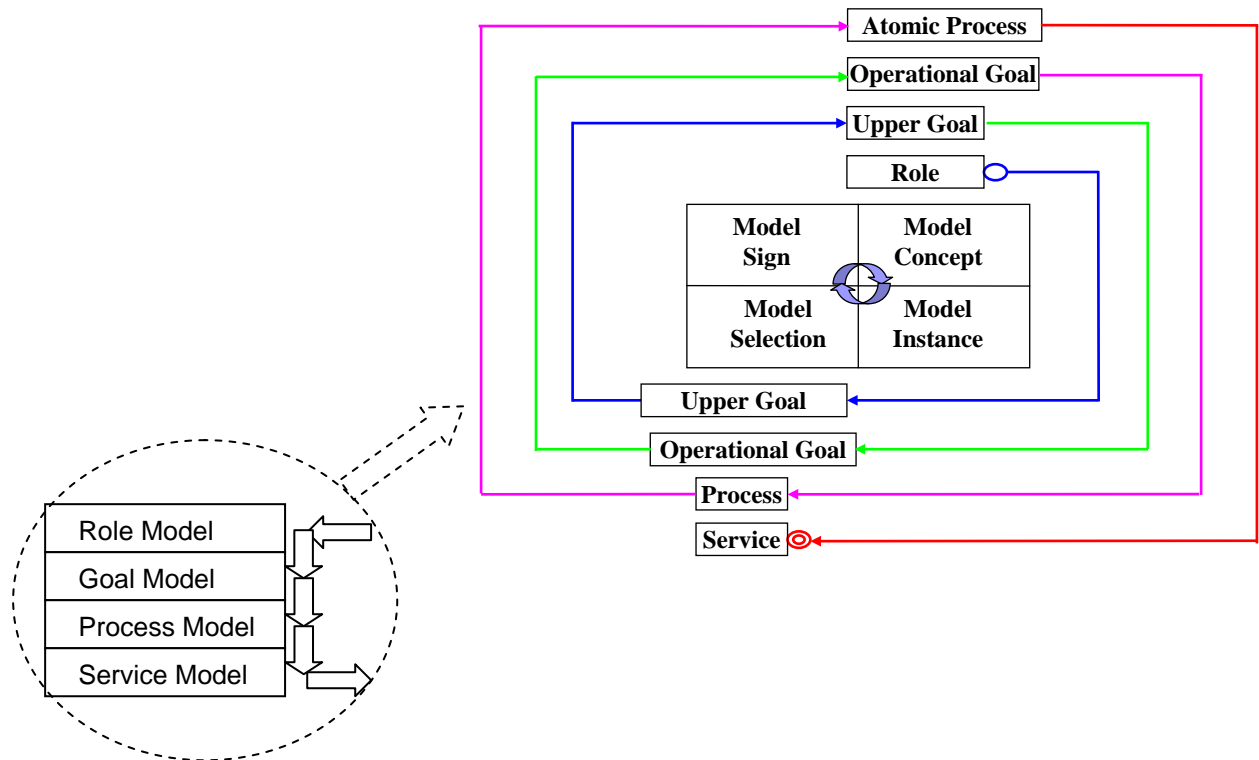 Atomic Process
Operational Goal
Upper Goal
Role
Model
Sign
Model
Concept
Model
Selection
Model
Instance
Upper Goal
Operational Goal
Process
Service
Role Model
Goal Model
Process Model
Service Model